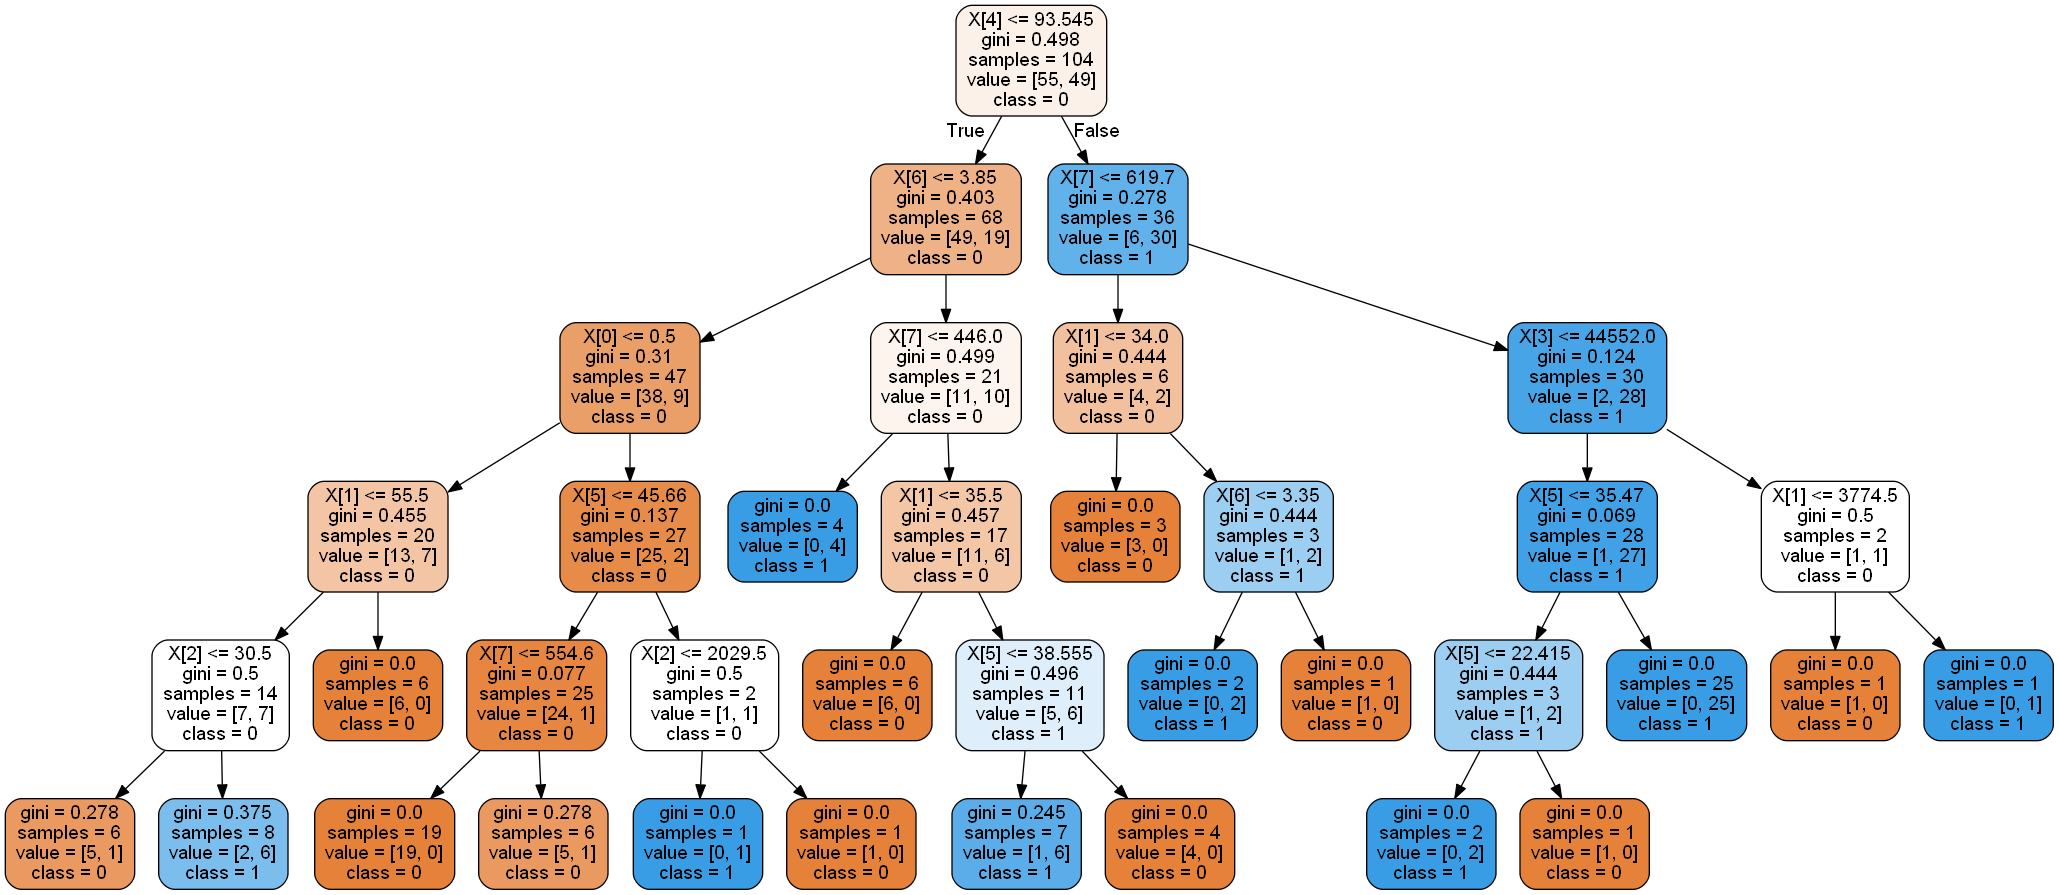 X[4] <= 93.545
gini = 0.498
samples = 104
value = [55, 49]
class = 0
True
False
X[6] <= 3.85
gini = 0.403
samples = 68
value = [49, 19]
class = 0
X[7] <= 619.7
gini = 0.278
samples = 36
value = [6, 30]
class = 1
X[0] <= 0.5
gini = 0.31
samples = 47
value = [38, 9]
class = 0
X[7] <= 446.0
gini = 0.499
samples = 21
value = [11, 10]
class = 0
X[1] <= 34.0
gini = 0.444
samples = 6
value = [4, 2]
class = 0
X[3] <= 44552.0
gini = 0.124
samples = 30
value = [2, 28]
class = 1
X[1] <= 55.5
gini = 0.455
samples = 20
value = [13, 7]
class = 0
X[5] <= 45.66
gini = 0.137
samples = 27
value = [25, 2]
class = 0
gini = 0.0
samples = 4
value = [0, 4]
class = 1
X[1] <= 35.5
gini = 0.457
samples = 17
value = [11, 6]
class = 0
gini = 0.0
samples = 3
value = [3, 0]
class = 0
X[6] <= 3.35
gini = 0.444
samples = 3
value = [1, 2]
class = 1
X[5] <= 35.47
gini = 0.069
samples = 28
value = [1, 27]
class = 1
X[1] <= 3774.5
gini = 0.5
samples = 2
value = [1, 1]
class = 0
X[2] <= 30.5
gini = 0.5
samples = 14
value = [7, 7]
class = 0
gini = 0.0
samples = 6
value = [6, 0]
class = 0
X[7] <= 554.6
gini = 0.077
samples = 25
value = [24, 1]
class = 0
X[2] <= 2029.5
gini = 0.5
samples = 2
value = [1, 1]
class = 0
gini = 0.0
samples = 6
value = [6, 0]
class = 0
X[5] <= 38.555
gini = 0.496
samples = 11
value = [5, 6]
class = 1
gini = 0.0
samples = 2
value = [0, 2]
class = 1
gini = 0.0
samples = 1
value = [1, 0]
class = 0
X[5] <= 22.415
gini = 0.444
samples = 3
value = [1, 2]
class = 1
gini = 0.0
samples = 25
value = [0, 25]
class = 1
gini = 0.0
samples = 1
value = [1, 0]
class = 0
gini = 0.0
samples = 1
value = [0, 1]
class = 1
gini = 0.278
samples = 6
value = [5, 1]
class = 0
gini = 0.375
samples = 8
value = [2, 6]
class = 1
gini = 0.0
samples = 19
value = [19, 0]
class = 0
gini = 0.278
samples = 6
value = [5, 1]
class = 0
gini = 0.0
samples = 1
value = [0, 1]
class = 1
gini = 0.0
samples = 1
value = [1, 0]
class = 0
gini = 0.245
samples = 7
value = [1, 6]
class = 1
gini = 0.0
samples = 4
value = [4, 0]
class = 0
gini = 0.0
samples = 2
value = [0, 2]
class = 1
gini = 0.0
samples = 1
value = [1, 0]
class = 0